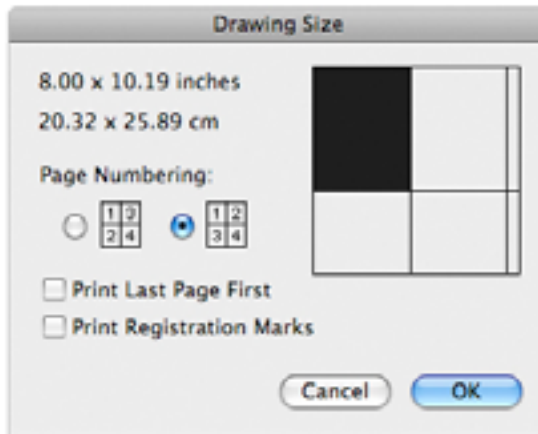 Drawing Size
8.00 x 10.19 inches
20.32 x 25.89 cm
Page Numbering:
1 3 1 2
2 4 3 4
Print Last Page First
Print Registration Marks
Cancel OK